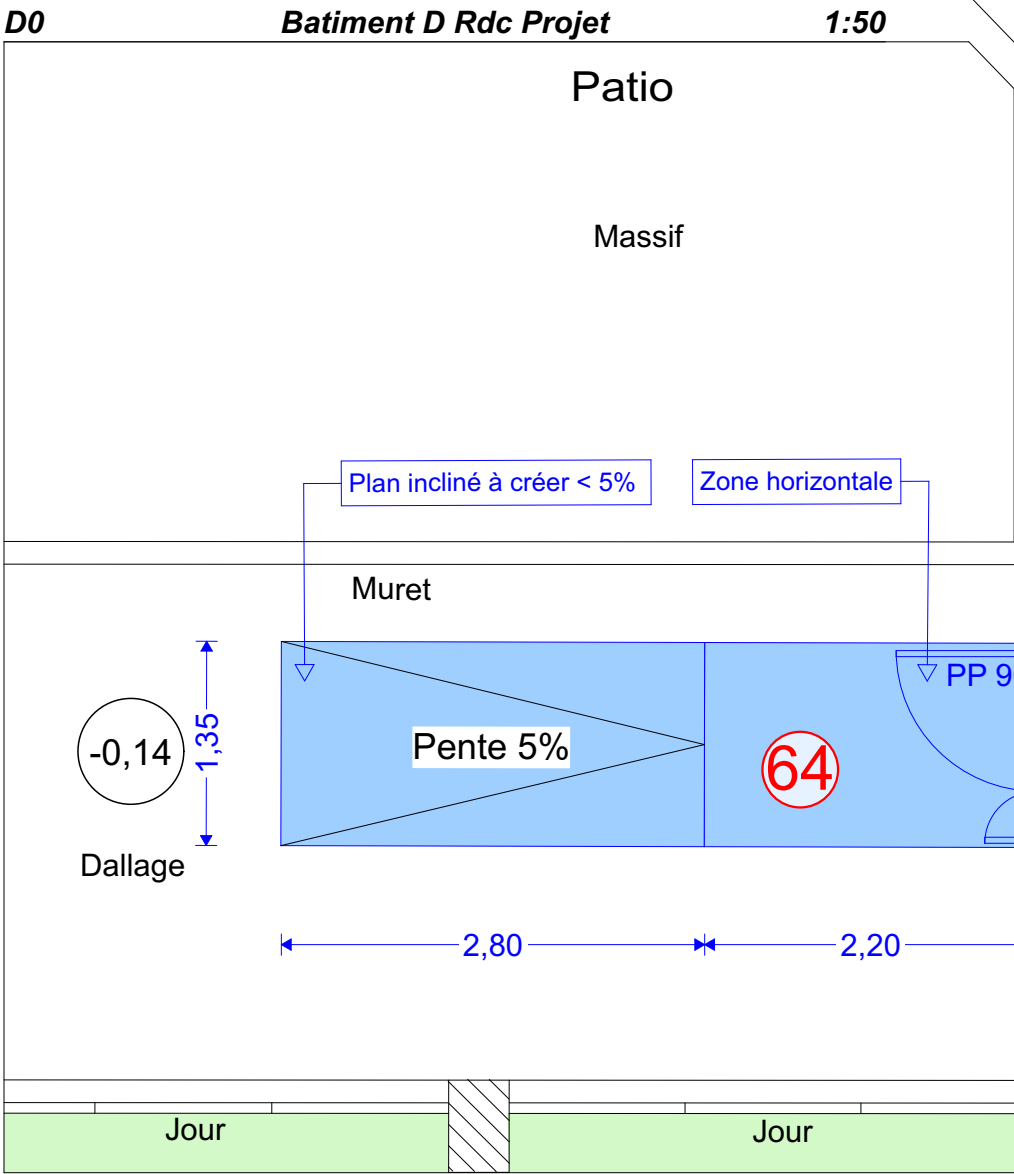 D0 Batiment D Rdc Projet 1:50
Patio
Massif
Plan incliné à créer < 5% Zone horizontale
Muret
PP 9
-0,14 1,35 Pente 5% 64
Dallage
2,80 2,20
Jour Jour